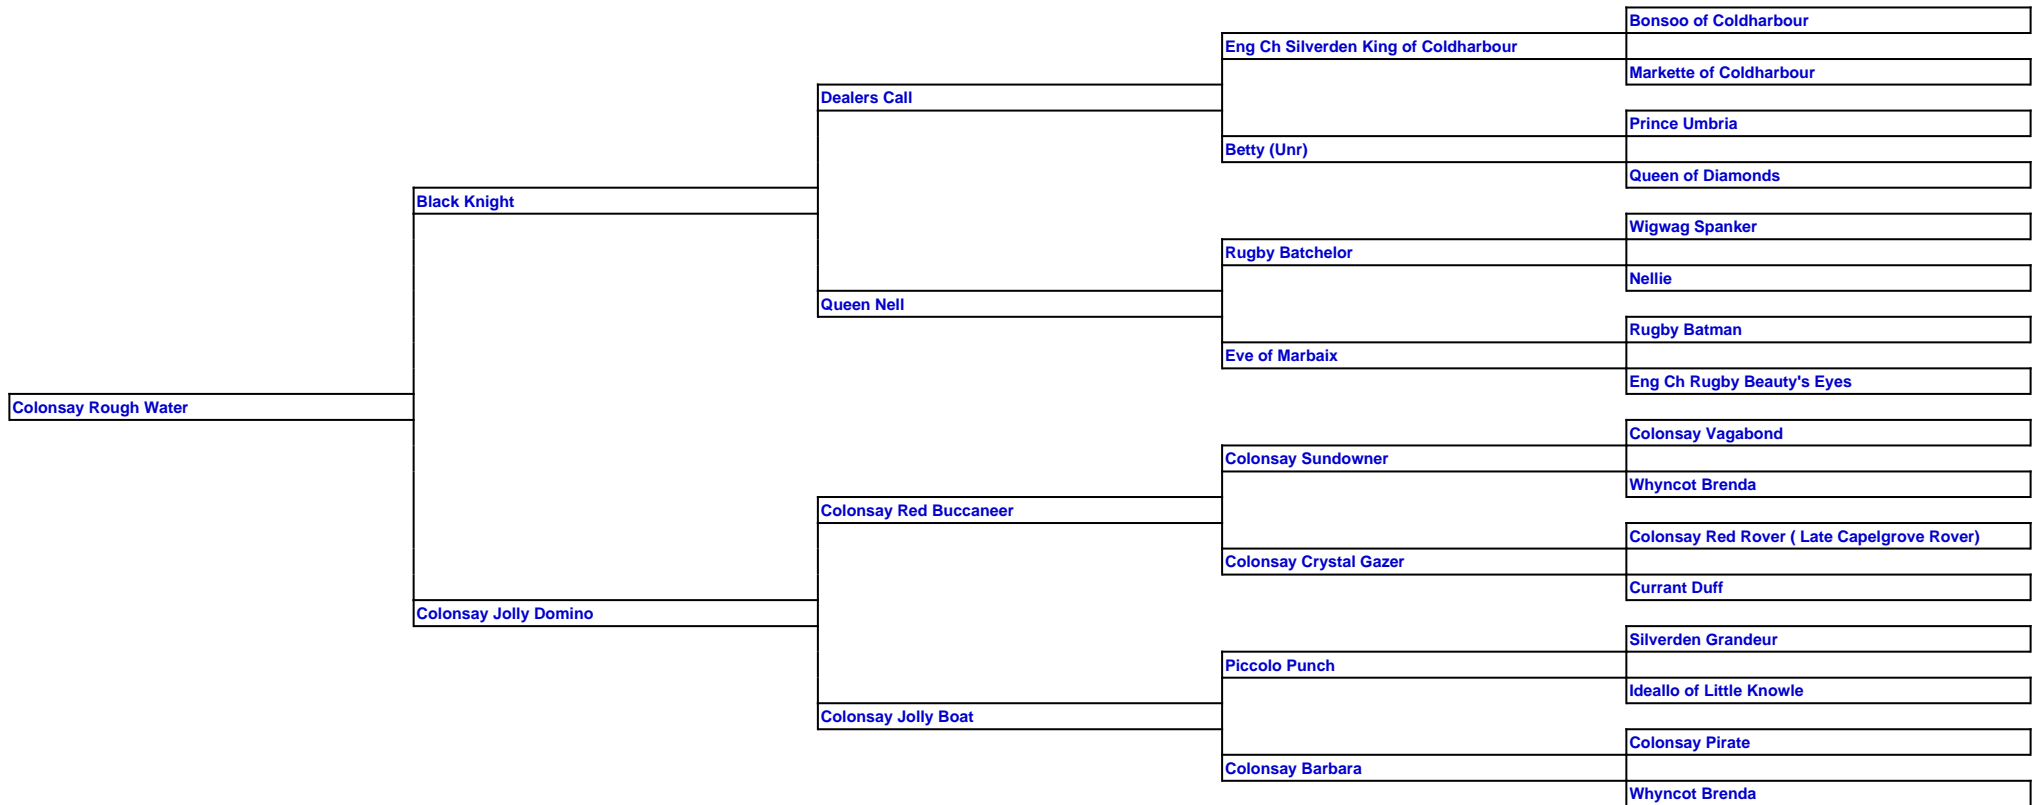 Bonsoo of Coldharbour
Eng Ch Silverden King of Coldharbour
Markette of Coldharbour
Dealers Call
Prince Umbria
Betty (Unr)
Queen of Diamonds
Black Knight
Wigwag Spanker
Rugby Batchelor
Nellie
Queen Nell
Rugby Batman
Eve of Marbaix
Eng Ch Rugby Beauty's Eyes
Colonsay Rough Water
Colonsay Vagabond
Colonsay Sundowner
Whyncot Brenda
Colonsay Red Buccaneer
Colonsay Red Rover ( Late Capelgrove Rover)
Colonsay Crystal Gazer
Currant Duff
Colonsay Jolly Domino
Silverden Grandeur
Piccolo Punch
Ideallo of Little Knowle
Colonsay Jolly Boat
Colonsay Pirate
Colonsay Barbara
Whyncot Brenda